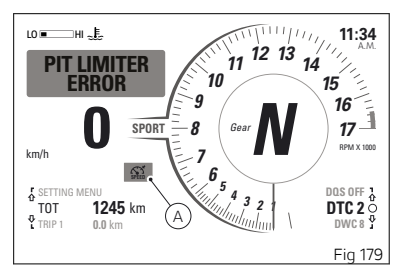 LO HI
11:34
A.M.
PIT LIMITER
ERROR
0
SPORT
km/h
SPEED
A
1 2 3 4 5 6 7 8 9 10 11 12 13 14 15 16 17
RPM X 1000
Gear N
SETTING MENU
TOT 1245 km
TRIP 1 0.0 km
DQS OFF
DTC 2
DWC 8
Fig 179